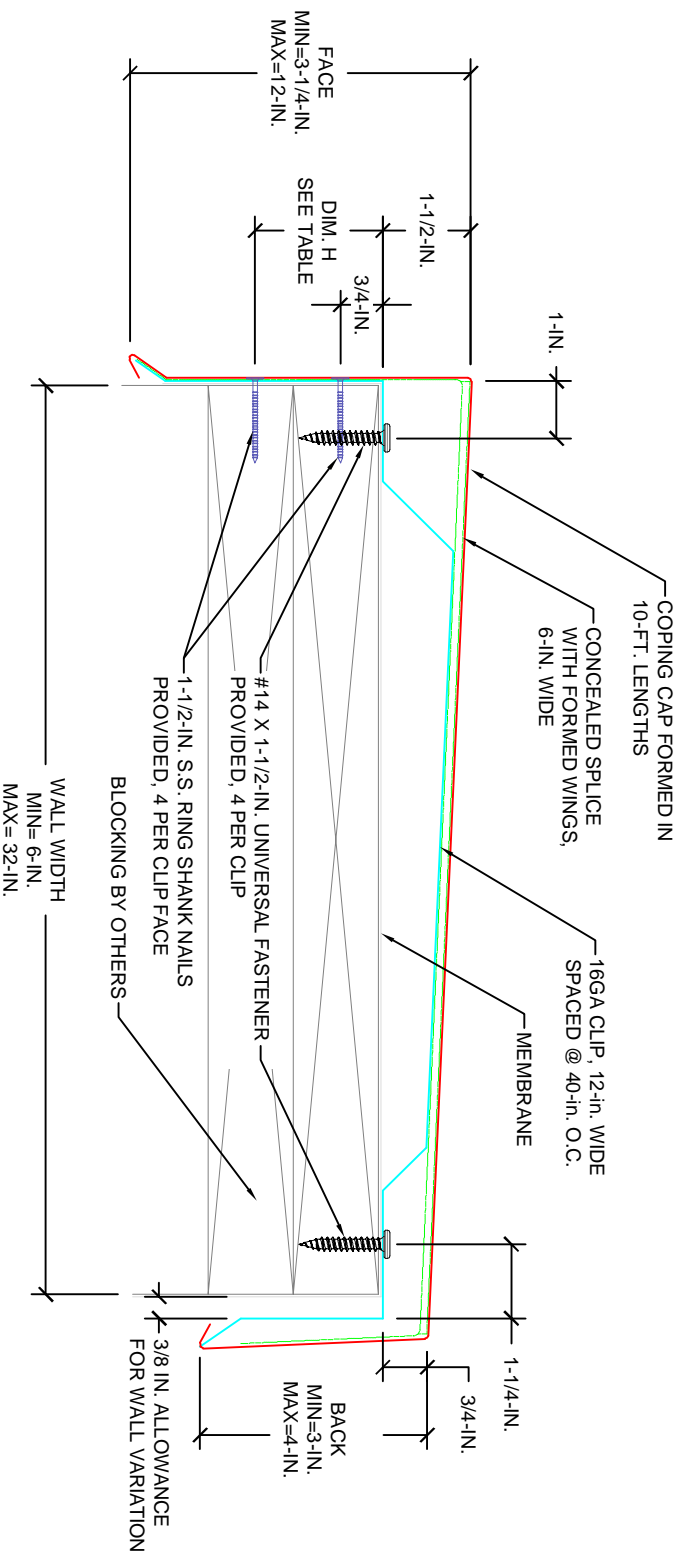 COPING CAP FORMED IN
10-FT. LENGTHS
CONCEALED SPLICE
WITH FORMED WINGS,
6-IN. WIDE
16GA CLIP, 12-in. WIDE
SPACED @ 40-in. O.C.
MEMBRANE
1-IN.
1-1/2-IN.
3/4-IN.
DIM. H
SEE TABLE
FACE
MIN=3-1/4-IN.
MAX=12-IN.
1-1/4-IN.
3/4-IN.
BACK
MIN=3-IN.
MAX=4-IN.
3/8 IN. ALLOWANCE
FOR WALL VARIATION
#14 X 1-1/2-IN. UNIVERSAL FASTENER
PROVIDED, 4 PER CLIP
1-1/2-IN. S.S. RING SHANK NAILS
PROVIDED, 4 PER CLIP FACE
BLOCKING BY OTHERS
WALL WIDTH
MIN= 6-IN.
MAX= 32-IN.